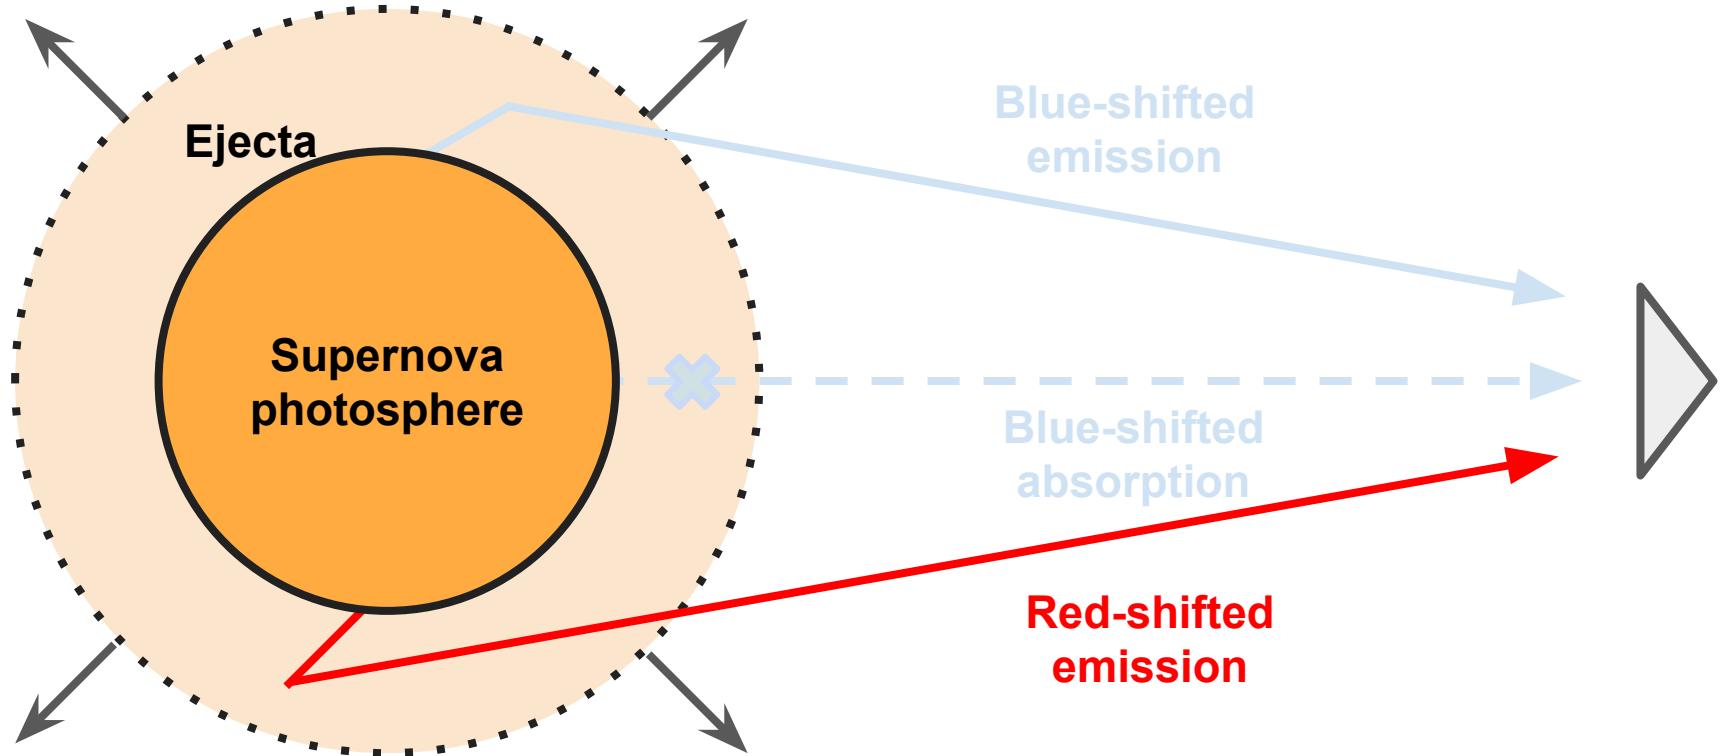 Blue-shifted
emission
Ejecta
Supernova
photosphere
Blue-shifted
absorption
Red-shifted
emission